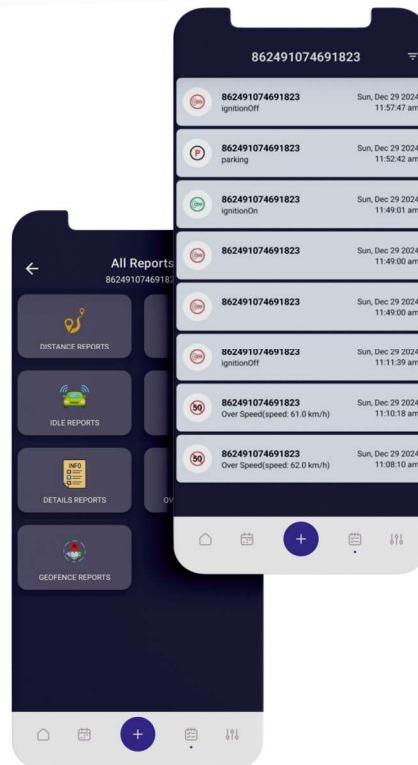 862491074691823
862491074691823
Sun, Dec 29 2024
ignitionOff
11:57:47 am
862491074691823
Sun, Dec 29 2024
parking
11:52:42 am
862491074691823
Sun, Dec 29 2024
ignitionOn
11:49:01 am
862491074691823
Sun, Dec 29 2024
11:49:00 am
862491074691823
Sun, Dec 29 2024
11:49:00 am
862491074691823
Sun, Dec 29 2024
ignitionOff
11:11:39 am
50
862491074691823
Sun, Dec 29 2024
Over Speed(speed: 61.0 km/h)
11:10:18 am
50
862491074691823
Sun, Dec 29 2024
Over Speed(speed: 62.0 km/h)
11:08:10 am
P
All Reports
8624910746918
DISTANCE REPORTS
IDLE REPORTS
INFO
DETAILS REPORTS
OV
GEOFENCE REPORTS